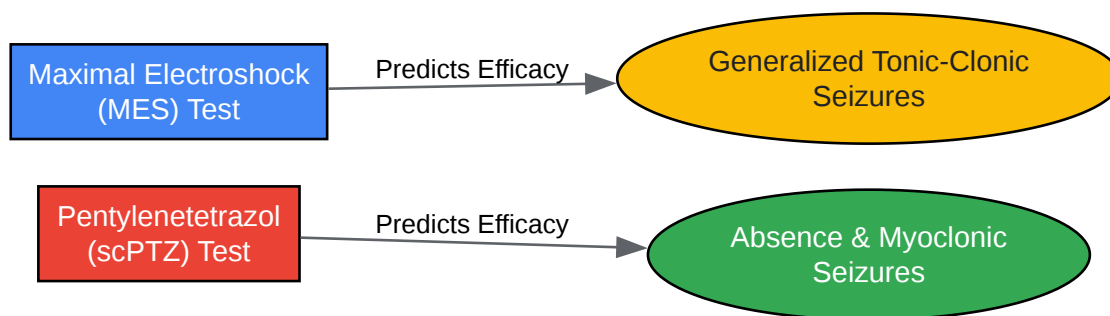 Maximal Electroshock
(MES) Test
Predicts Efficacy
Generalized Tonic-Clonic
Seizures
Pentylenetetrazol
(scPTZ) Test
Predicts Efficacy
Absence & Myoclonic
Seizures